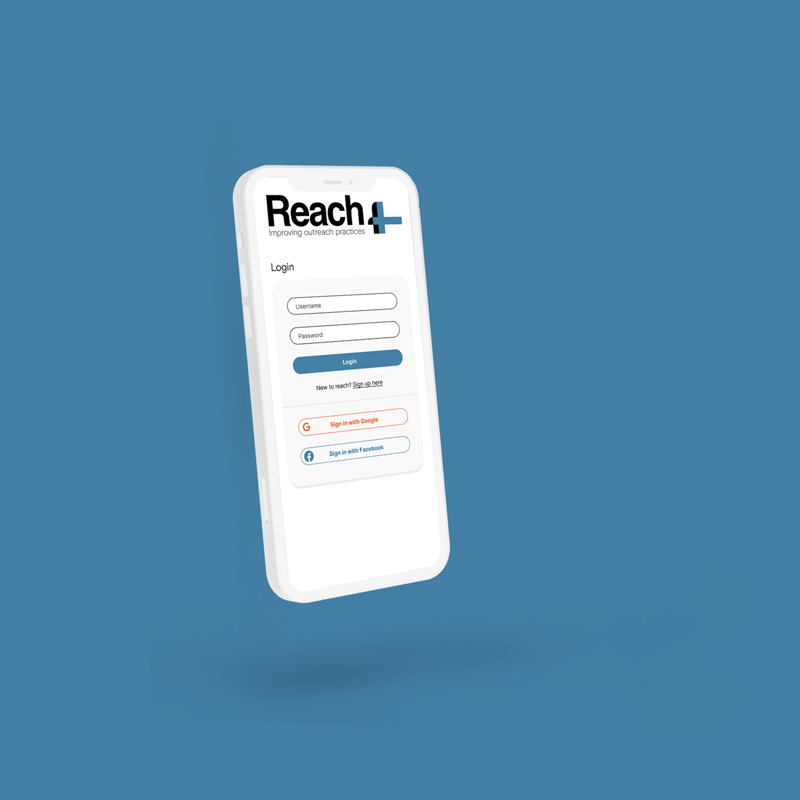 Reach+
Improving outreach practices
Login
Username
Password
Login
New to reach? Sign up here
Sign in with Google
Sign in with Facebook